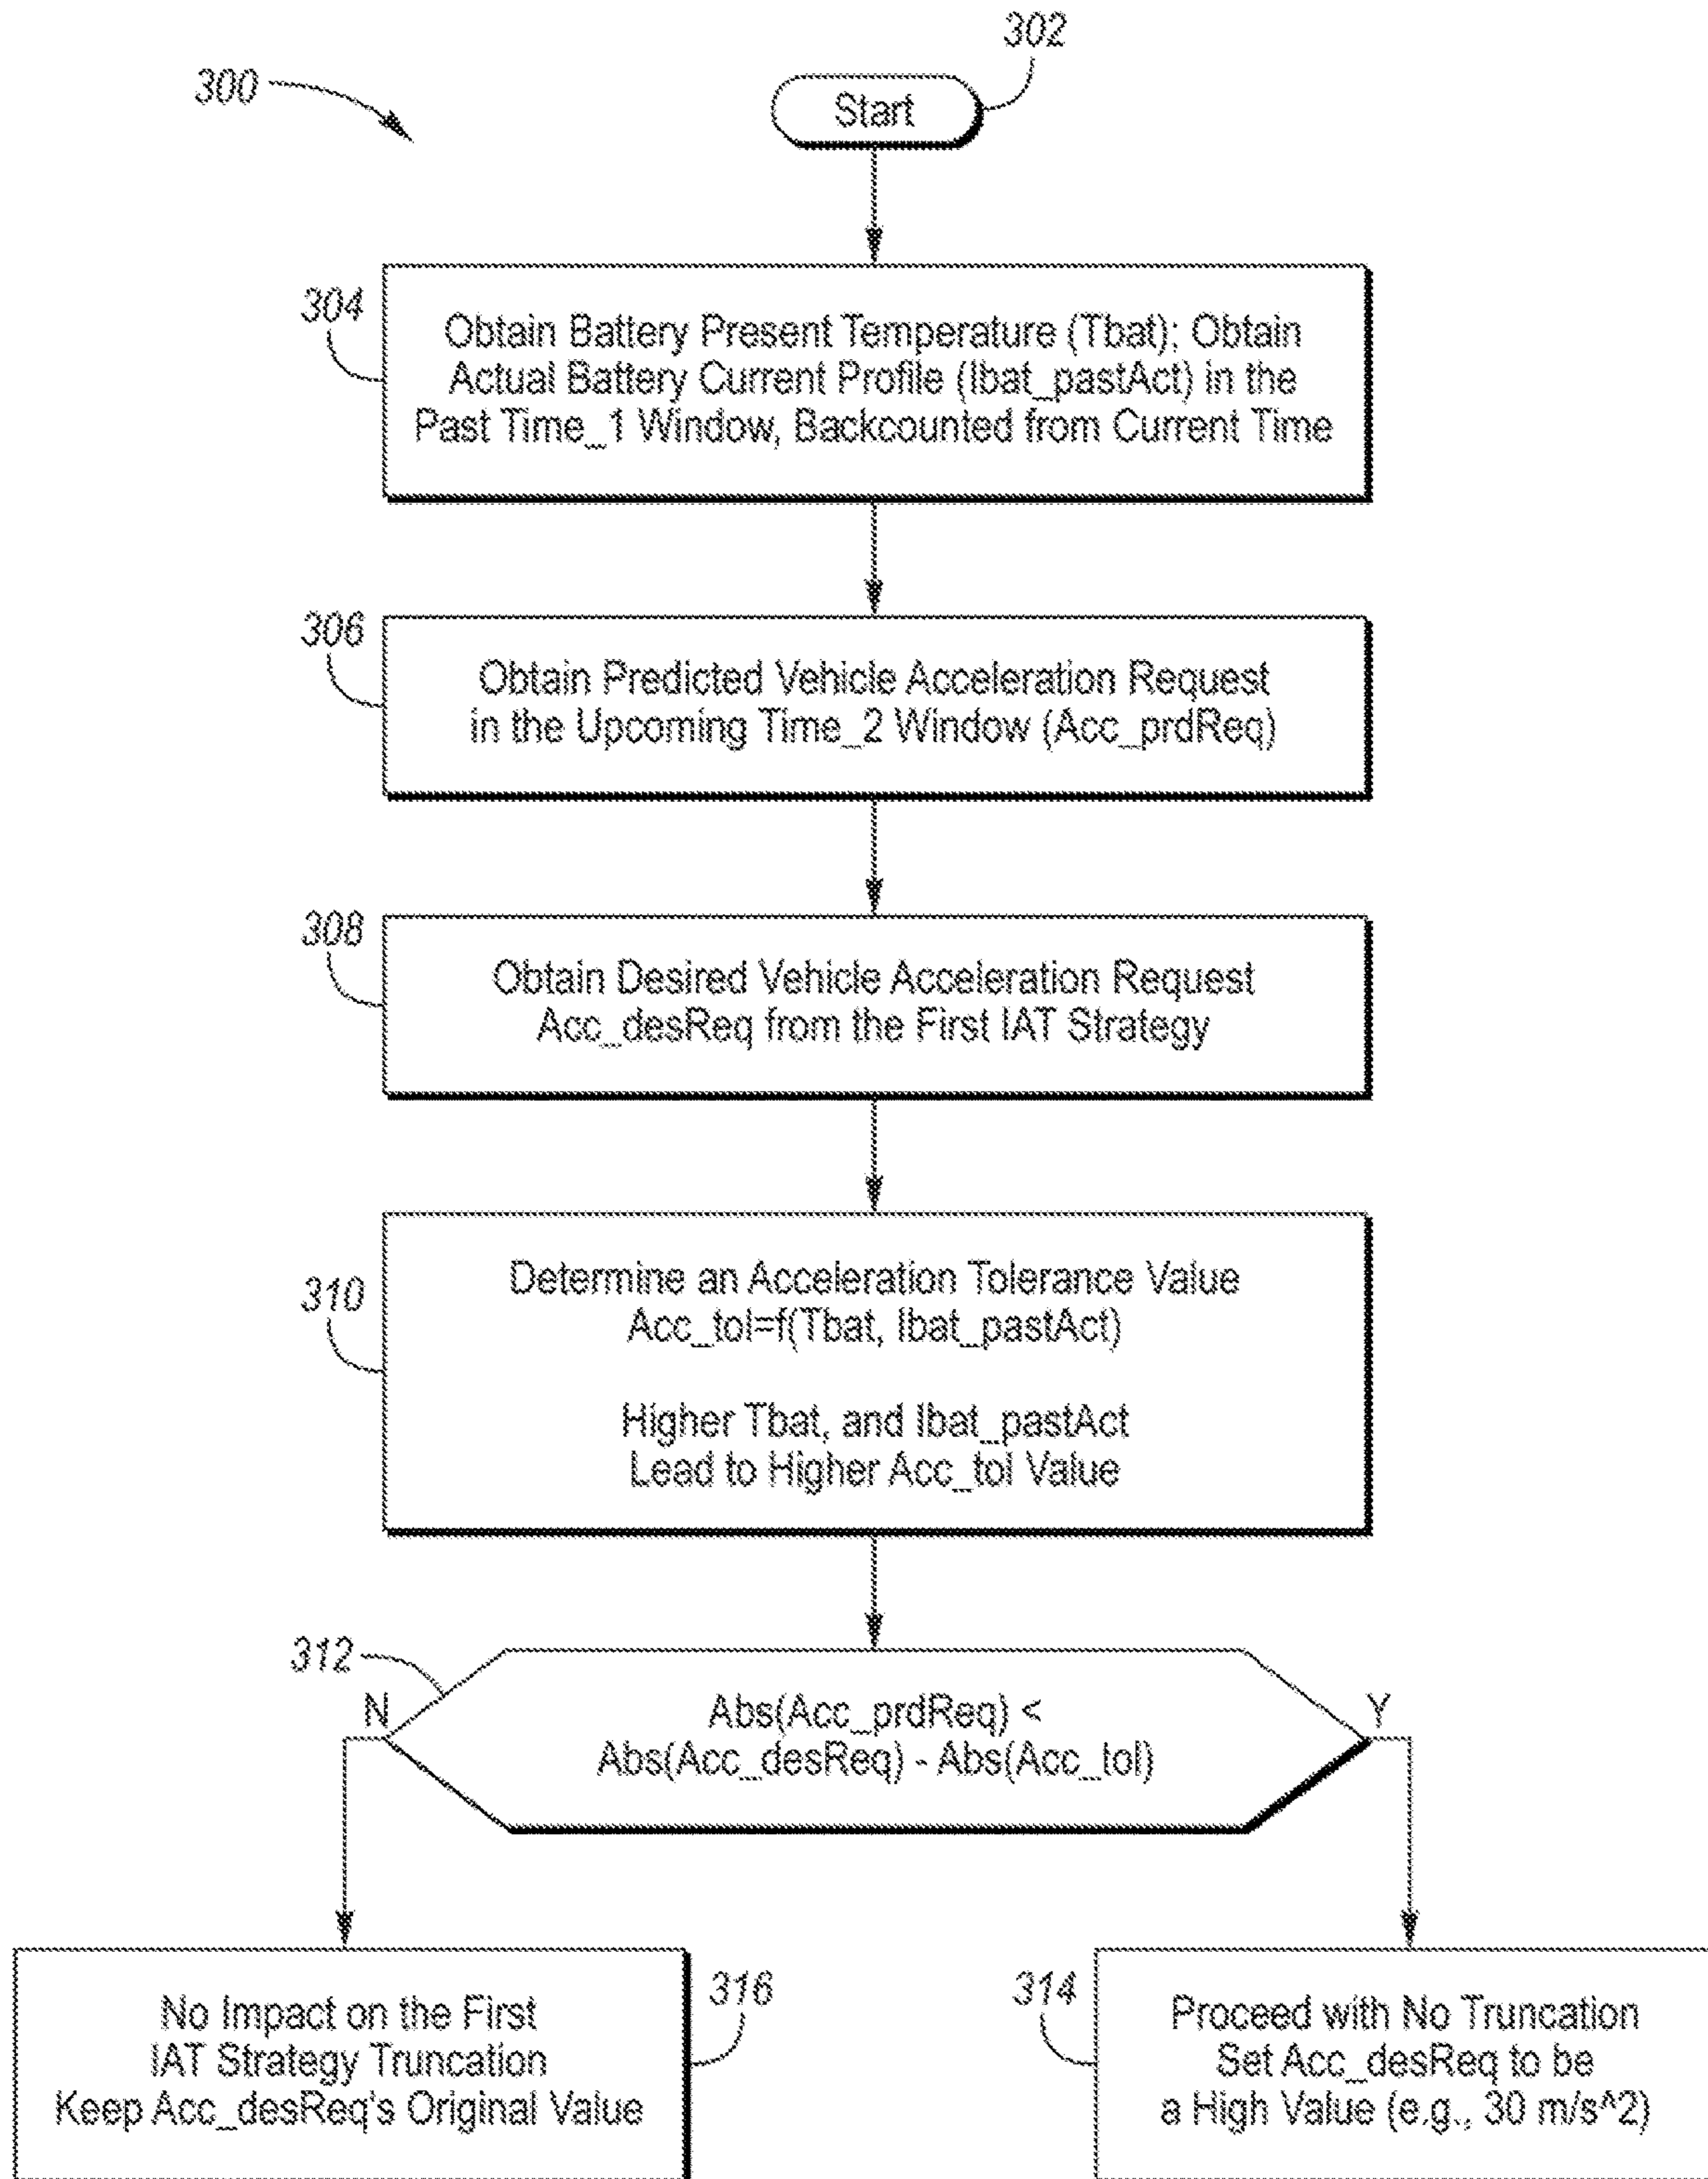 302
300
Start
304
Obtain Battery Present Temperature (Tbat); Obtain
Actual Battery Current Profile (Ibat_pastAct) in the
Past Time_1 Window, Backcounted from Current Time
306
Obtain Predicted Vehicle Acceleration Request
in the Upcoming Time_2 Window (Acc_prdReq)
308
Obtain Desired Vehicle Acceleration Request
Acc_desReq from the First IAT Strategy
310
Determine an Acceleration Tolerance Value
Acc_tol=f(Tbat, Ibat_pastAct)
Higher Tbat, and Ibat_pastAct
Lead to Higher Acc_tol Value
312
N
Abs(Acc_prdReq) <
Abs(Acc_desReq) - Abs(Acc_tol)
Y
316
No Impact on the First
IAT Strategy Truncation
Keep Acc_desReq's Original Value
314
Proceed with No Truncation
Set Acc_desReq to be
a High Value (e.g., 30 m/s^2)